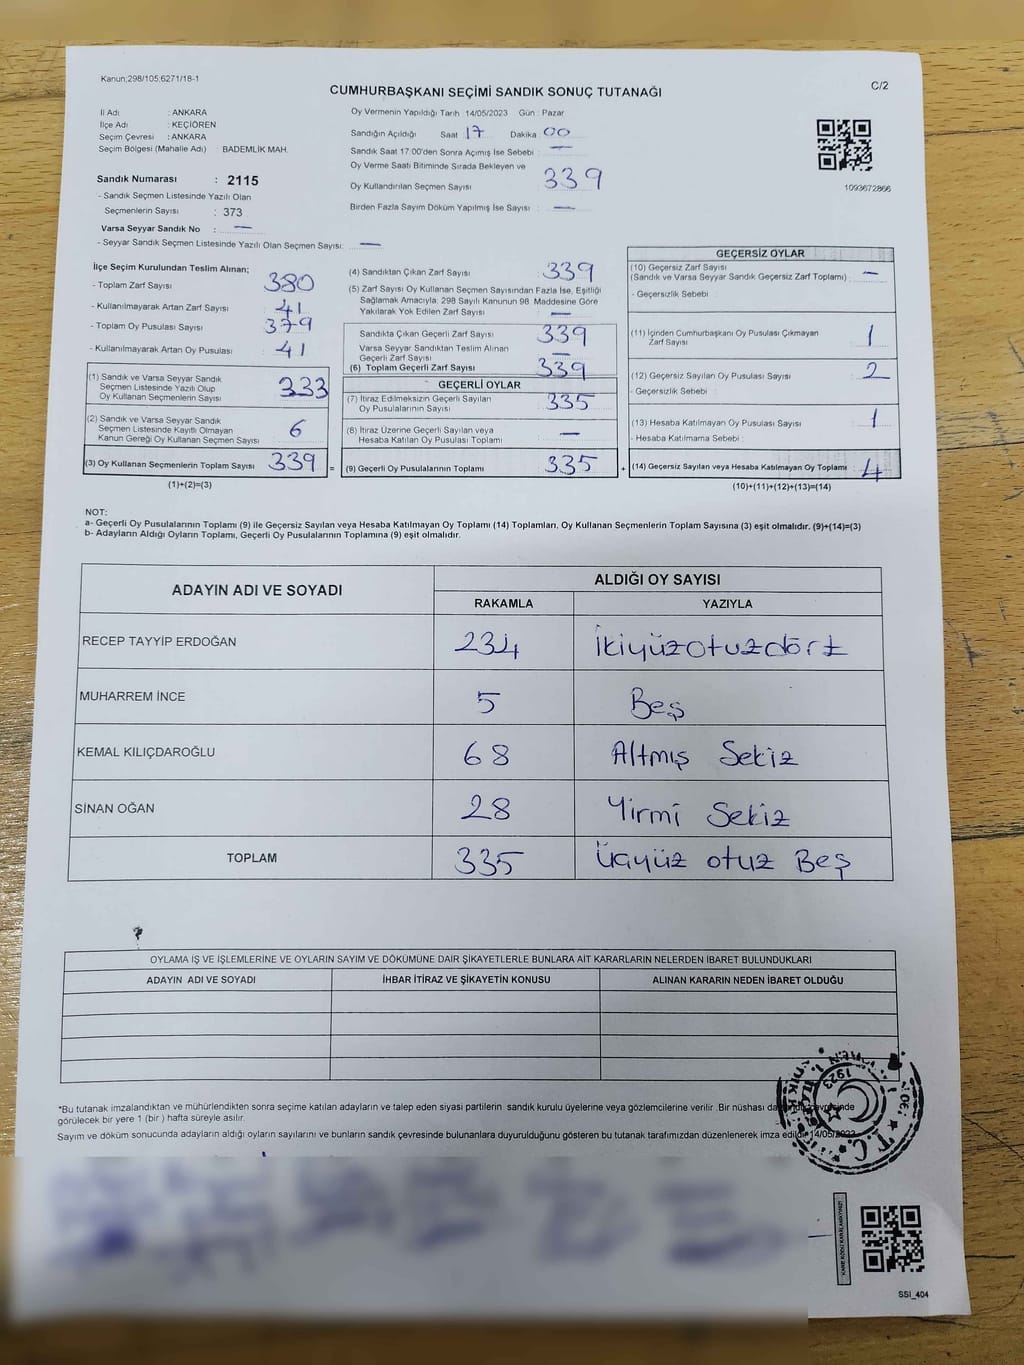 Kanun;298/105;6271/18-1
C/2
CUMHURBAŞKANI SEÇİMİ SANDIK SONUÇ TUTANAĞI
İl Adı : ANKARA
İlçe Adı : KEÇİÖREN
Seçim Çevresi : ANKARA
Seçim Bölgesi (Mahalle Adı) : BADEMLİK MAH.
Sandık Numarası : 2115
- Sandık Seçmen Listesinde Yazılı Olan
Seçmenlerin Sayısı : 373
Varsa Seyyar Sandık No : —
- Seyyar Sandık Seçmen Listesinde Yazılı Olan Seçmen Sayısı: —
Oy Vermenin Yapıldığı Tarih 14/05/2023 Gün : Pazar
Sandığın Açıldığı Saat 17 Dakika 00
Sandık Saat 17:00'den Sonra Açımış İse Sebebi : —
Oy Verme Saati Bitiminde Sırada Bekleyen ve
Oy Kullandırılan Seçmen Sayısı 339
Birden Fazla Sayım Döküm Yapılmış İse Sayısı : —
1093672866
İlçe Seçim Kurulundan Teslim Alınan;
- Toplam Zarf Sayısı 380
- Kullanılmayarak Artan Zarf Sayısı : 41
- Toplam Oy Pusulası Sayısı : 379
- Kullanılmayarak Artan Oy Pusulası : 41
(1) Sandık ve Varsa Seyyar Sandık
Seçmen Listesinde Yazılı Olup
Oy Kullanan Seçmenlerin Sayısı 333
(2) Sandık ve Varsa Seyyar Sandık
Seçmen Listesinde Kayıtlı Olmayan
Kanun Gereği Oy Kullanan Seçmen Sayısı 6
(3) Oy Kullanan Seçmenlerin Toplam Sayısı 339 =
(1)+(2)=(3)
(4) Sandıktan Çıkan Zarf Sayısı 339
(5) Zarf Sayısı Oy Kullanan Seçmen Sayısından Fazla İse, Eşitliği
Sağlamak Amacıyla; 298 Sayılı Kanunun 98. Maddesine Göre
Yakılarak Yok Edilen Zarf Sayısı : —
Sandıkta Çıkan Geçerli Zarf Sayısı 339
Varsa Seyyar Sandıktan Teslim Alınan
Geçerli Zarf Sayısı —
(6) Toplam Geçerli Zarf Sayısı 339
GEÇERLİ OYLAR
(7) İtiraz Edilmeksizin Geçerli Sayılan
Oy Pusulalarının Sayısı 335
(8) İtiraz Üzerine Geçerli Sayılan veya
Hesaba Katılan Oy Pusulası Toplamı —
(9) Geçerli Oy Pusulalarının Toplamı 335 +
GEÇERSİZ OYLAR
(10) Geçersiz Zarf Sayısı
(Sandık ve Varsa Seyyar Sandık Geçersiz Zarf Toplamı) : —
- Geçersizlik Sebebi :
(11) İçinden Cumhurbaşkanı Oy Pusulası Çıkmayan
Zarf Sayısı 1
(12) Geçersiz Sayılan Oy Pusulası Sayısı : 2
- Geçersizlik Sebebi :
(13) Hesaba Katılmayan Oy Pusulası Sayısı : 1
- Hesaba Katılmama Sebebi :
(14) Geçersiz Sayılan veya Hesaba Katılmayan Oy Toplamı : 4
(10)+(11)+(12)+(13)=(14)
NOT:
a- Geçerli Oy Pusulalarının Toplamı (9) ile Geçersiz Sayılan veya Hesaba Katılmayan Oy Toplamı (14) Toplamları, Oy Kullanan Seçmenlerin Toplam Sayısına (3) eşit olmalıdır. (9)+(14)=(3)
b- Adayların Aldığı Oyların Toplamı, Geçerli Oy Pusulalarının Toplamına (9) eşit olmalıdır.
ADAYIN ADI VE SOYADI ALDIĞI OY SAYISI
RAKAMLA YAZIYLA
RECEP TAYYİP ERDOĞAN 234 İkiyüzotuzdört
MUHARREM İNCE 5 Beş
KEMAL KILIÇDAROĞLU 68 Altmış Sekiz
SİNAN OĞAN 28 Yirmi Sekiz
TOPLAM 335 Üçyüz otuz Beş
OYLAMA İŞ VE İŞLEMLERİNE VE OYLARIN SAYIM VE DÖKÜMÜNE DAİR ŞİKAYETLERLE BUNLARA AİT KARARLARIN NELERDEN İBARET BULUNDUKLARI
ADAYIN ADI VE SOYADI İHBAR İTİRAZ VE ŞİKAYETİN KONUSU ALINAN KARARIN NEDEN İBARET OLDUĞU
*Bu tutanak imzalandıktan ve mühürlendikten sonra seçime katılan adayların ve talep eden siyasi partilerin sandık kurulu üyelerine veya gözlemcilerine verilir .Bir nüshası da
görülecek bir yere 1 (bir ) hafta süreyle asılır.
Sayım ve döküm sonucunda adayların aldığı oyların sayılarını ve bunların sandık çevresinde bulunanlara duyurulduğunu gösteren bu tutanak tarafımızdan düzenlenerek imza edildi. 14/05/2023
T.C.
1923
SSİ_404